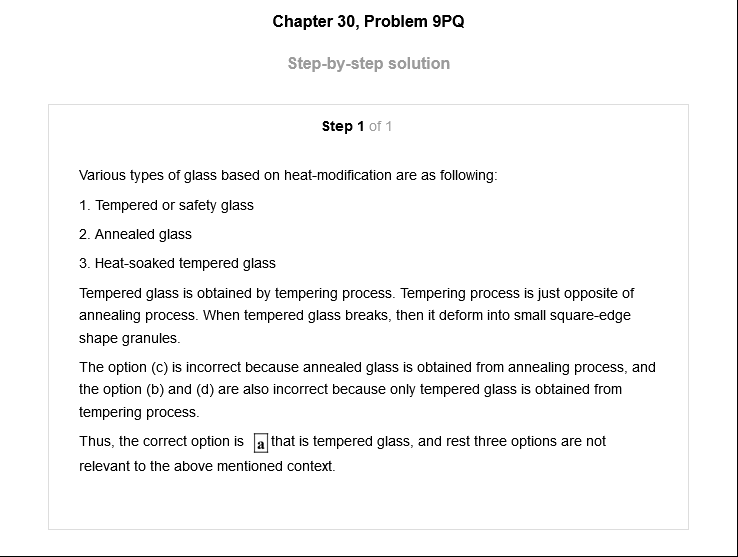 Chapter 30, Problem 9PQ
Step-by-step solution
Step 1 of 1
Various types of glass based on heat-modification are as following:
1. Tempered or safety glass
2. Annealed glass
3. Heat-soaked tempered glass
Tempered glass is obtained by tempering process. Tempering process is just opposite of
annealing process. When tempered glass breaks, then it deform into small square-edge
shape granules.
The option (c) is incorrect because annealed glass is obtained from annealing process, and
the option (b) and (d) are also incorrect because only tempered glass is obtained from
tempering process.
Thus, the correct option is a that is tempered glass, and rest three options are not
relevant to the above mentioned context.